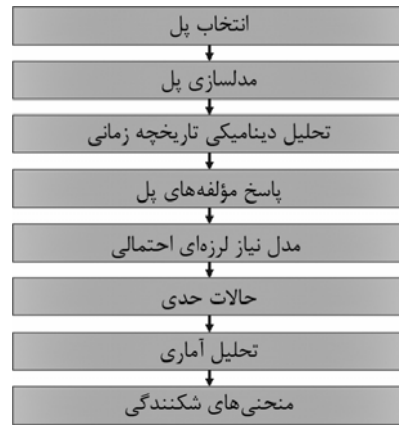 انتخاب پل
مدلسازی پل
تحلیل دینامیکی تاریخچه زمانی
پاسخ مؤلفه‌های پل
مدل نیاز لرزه‌ای احتمالی
حالات حدی
تحلیل آماری
منحنی‌های شکنندگی